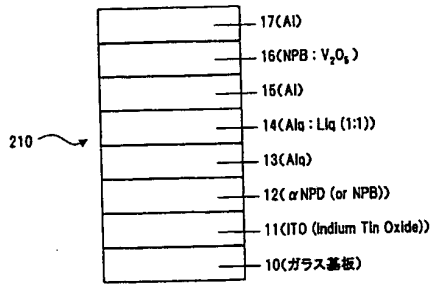 17(Al)
16(NPB : V₂O₅)
15(Al)
14(Alq : Liq (1:1))
210
13(Alq)
12(αNPD (or NPB))
11(ITO (Indium Tin Oxide))
10(ガラス基板)